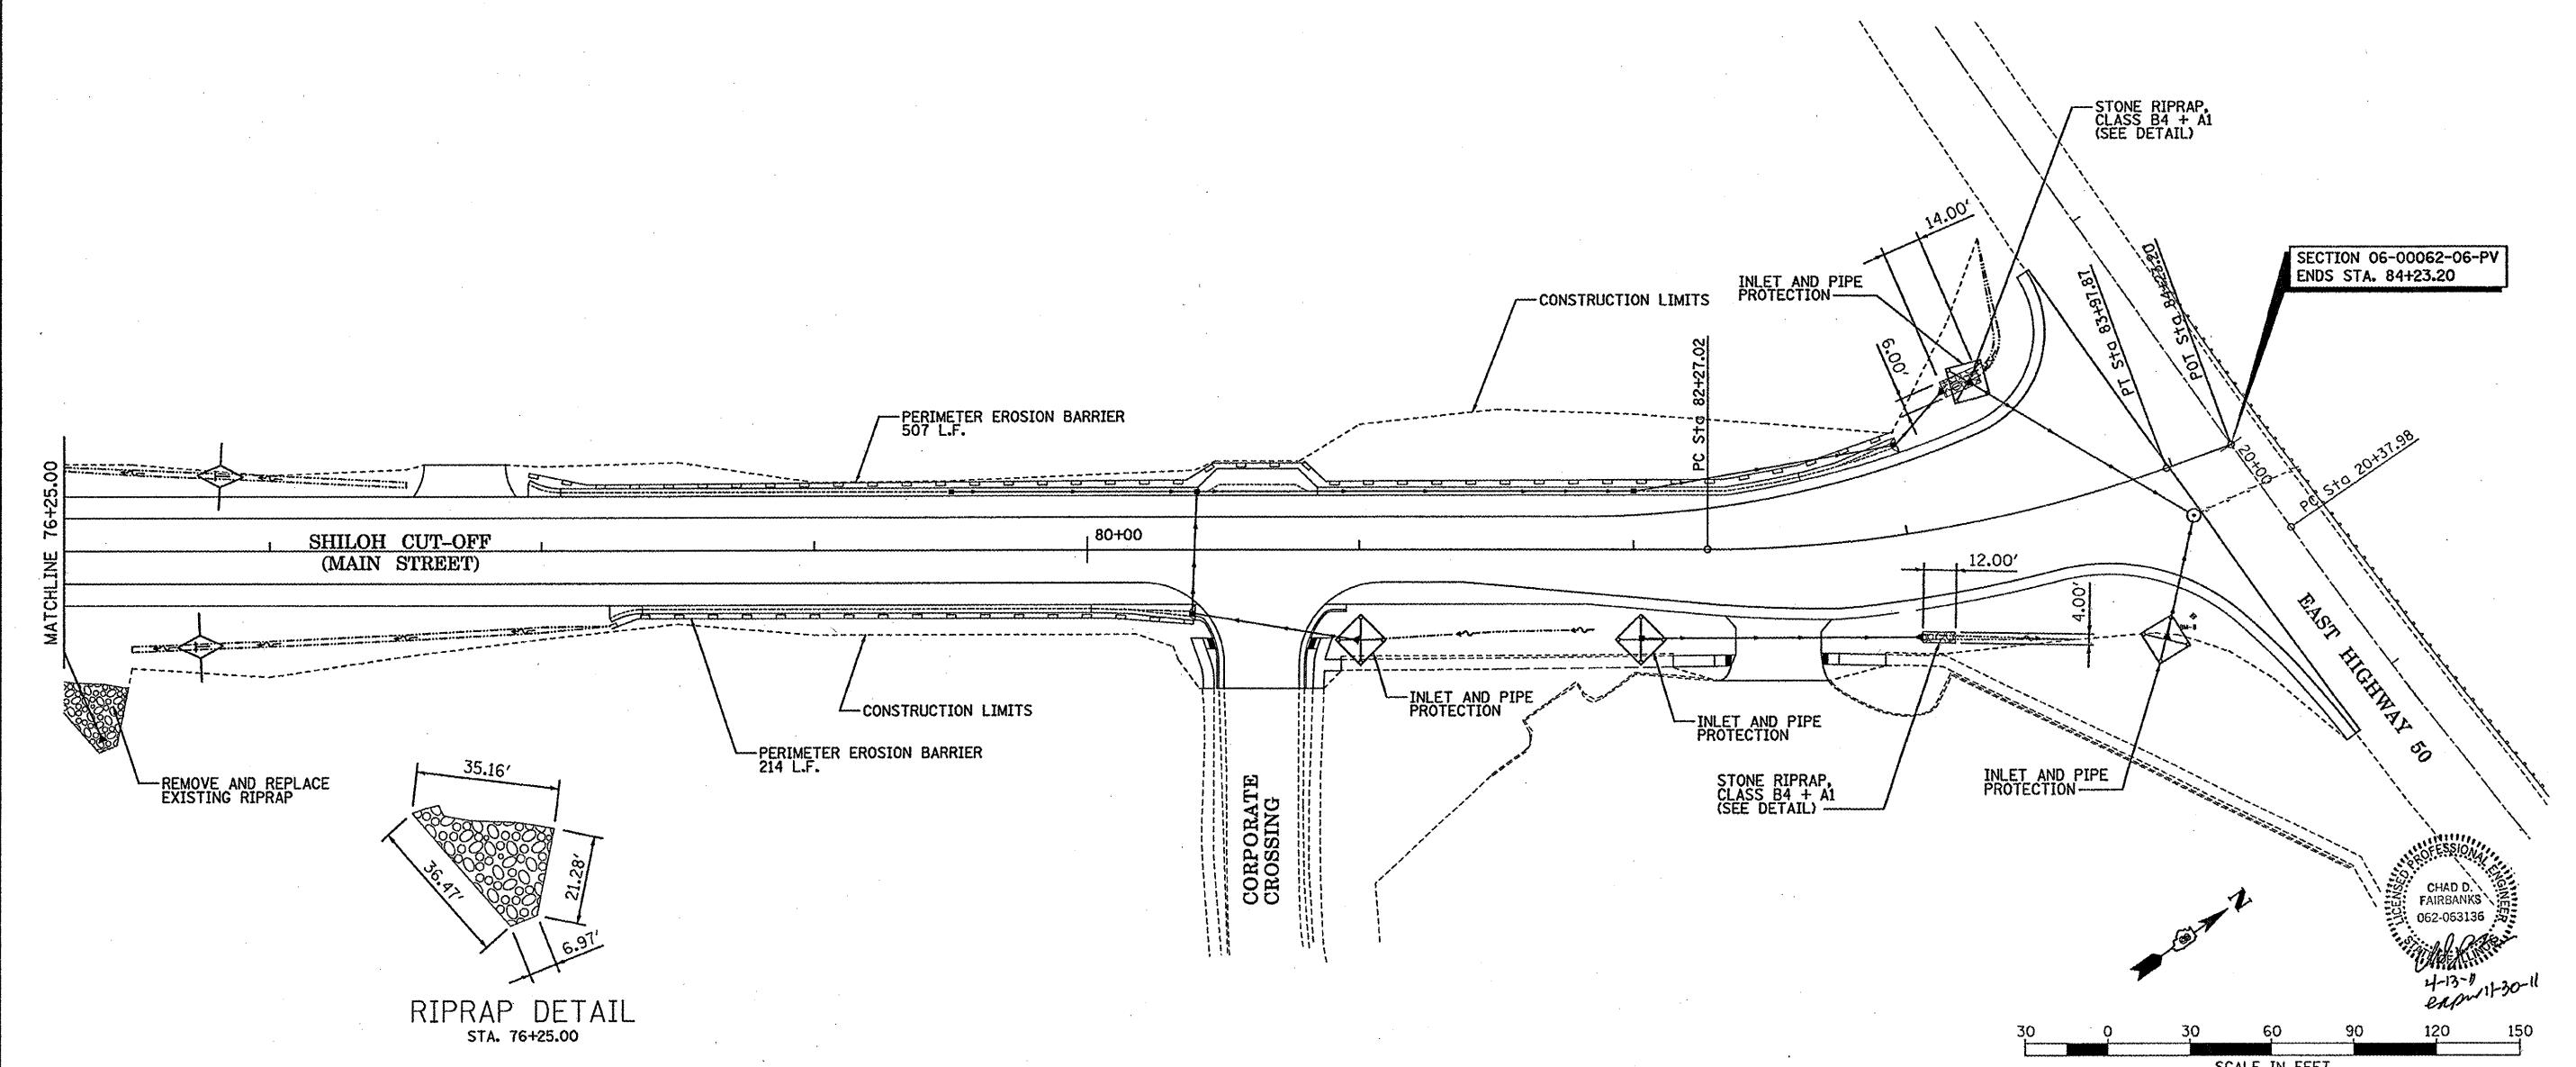 STONE RIPRAP,
CLASS B4 + A1
(SEE DETAIL)
14.00'
SECTION 06-00062-06-PV
ENDS STA. 84+23.20
INLET AND PIPE
PROTECTION
CONSTRUCTION LIMITS
6.00'
PC Sta 82+27.02
PT Sta 83+97.87
POT Sta 84+23.20
20+00
PC Sta 20+37.98
PERIMETER EROSION BARRIER
507 L.F.
MATCHLINE 76+25.00
SHILOH CUT-OFF
(MAIN STREET)
80+00
12.00'
4.00'
EAST HIGHWAY 50
CONSTRUCTION LIMITS
PERIMETER EROSION BARRIER
214 L.F.
INLET AND PIPE
PROTECTION
INLET AND PIPE
PROTECTION
STONE RIPRAP,
CLASS B4 + A1
(SEE DETAIL)
INLET AND PIPE
PROTECTION
REMOVE AND REPLACE
EXISTING RIPRAP
35.16'
36.47'
21.28'
6.97'
RIPRAP DETAIL
STA. 76+25.00
CORPORATE
CROSSING
N
LICENSED PROFESSIONAL ENGINEER
CHAD D.
FAIRBANKS
062-063136
4-13-11
11-30-11
30 0 30 60 90 120 150
SCALE IN FEET